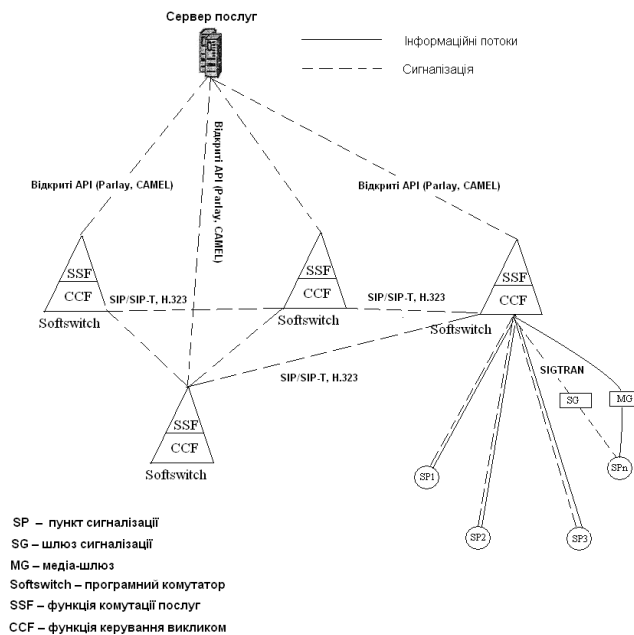 Сервер послуг
Інформаційні потоки
Сигналізація
Відкриті API (Parlay, CAMEL)
Відкриті API (Parlay, CAMEL)
Відкриті API (Parlay, CAMEL)
SSF
CCF
Softswitch
SIP/SIP-T, H.323
SSF
CCF
Softswitch
SIP/SIP-T, H.323
SSF
CCF
Softswitch
SIP/SIP-T, H.323
SSF
CCF
Softswitch
SIGTRAN
SG
MG
SP1
SP2
SP3
SPn
SP – пункт сигналізації
SG – шлюз сигналізації
MG – медіа-шлюз
Softswitch – програмний комутатор
SSF – функція комутації послуг
CCF – функція керування викликом